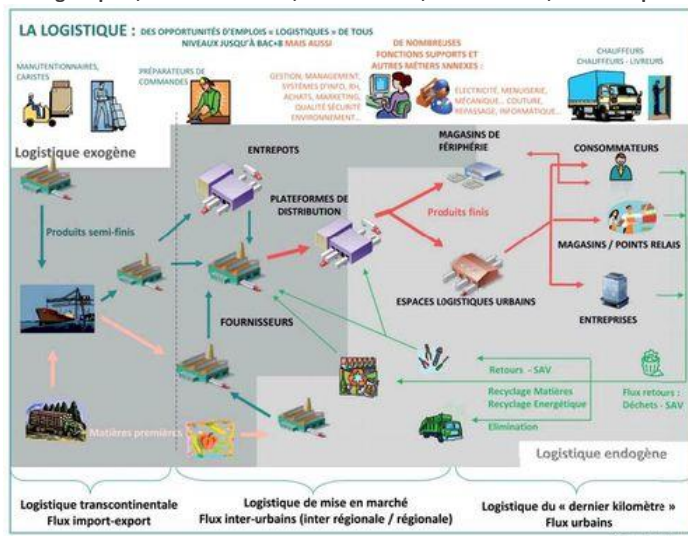 LA LOGISTIQUE : DES OPPORTUNITÉS D'EMPLOIS « LOGISTIQUES » DE TOUS
NIVEAUX JUSQU'À BAC+8 MAIS AUSSI
DE NOMBREUSES
FONCTIONS SUPPORTS ET
AUTRES MÉTIERS ANNEXES :
CHAUFFEURS
CHAUFFEURS - LIVREURS
MANUTENTIONNAIRES,
CARISTES
PRÉPARATEURS DE
COMMANDES
GESTION, MANAGEMENT,
SYSTÈMES D'INFO, RH,
ACHATS, MARKETING,
QUALITÉ SÉCURITÉ
ENVIRONNEMENT...
ÉLECTRICITÉ, MENUISERIE,
MÉCANIQUE... COUTURE,
REPASSAGE, INFORMATIQUE...
Logistique exogène
ENTREPOTS
MAGASINS DE
FÉRIPHÉRIE
CONSOMMATEURS
PLATEFORMES DE
DISTRIBUTION
Produits semi-finis
Produits finis
MAGASINS / POINTS RELAIS
ESPACES LOGISTIQUES URBAINS
FOURNISSEURS
ENTREPRISES
Retours - SAV
Recyclage Matières
Recyclage Energétique
Elimination
Flux retours :
Déchets - SAV
Matières premières
Logistique endogène
Logistique transcontinentale
Flux import-export
Logistique de mise en marché
Flux inter-urbains (inter régionale / régionale)
Logistique du « dernier kilomètre »
Flux urbains